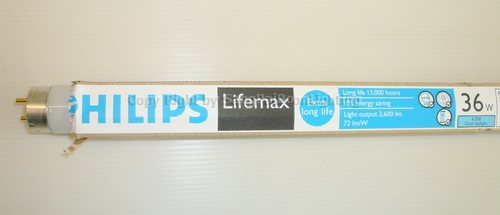 PHILIPS
Lifemax
Extra
long life
Long life 13,000 hours
10% energy saving
Light output 2,600 lm
72 lm/W
36W
Cool daylight